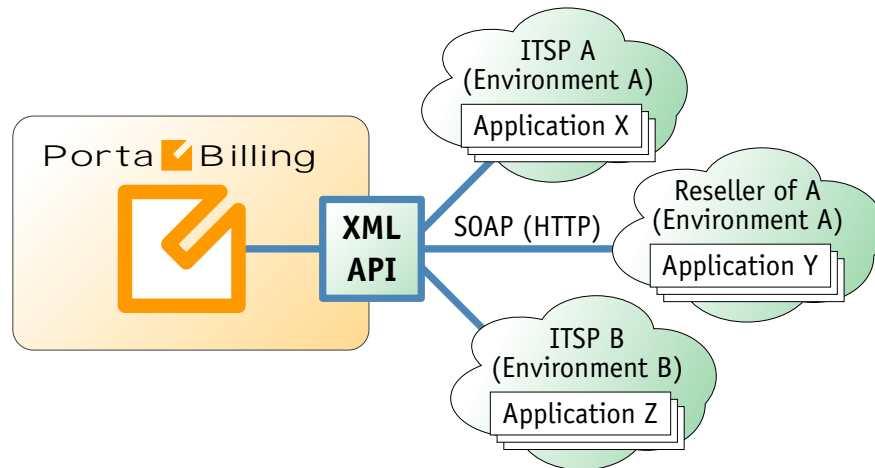 ITSP A
(Environment A)
Application X
Porta Billing
XML
API
SOAP (HTTP)
Reseller of A
(Environment A)
Application Y
ITSP B
(Environment B)
Application Z